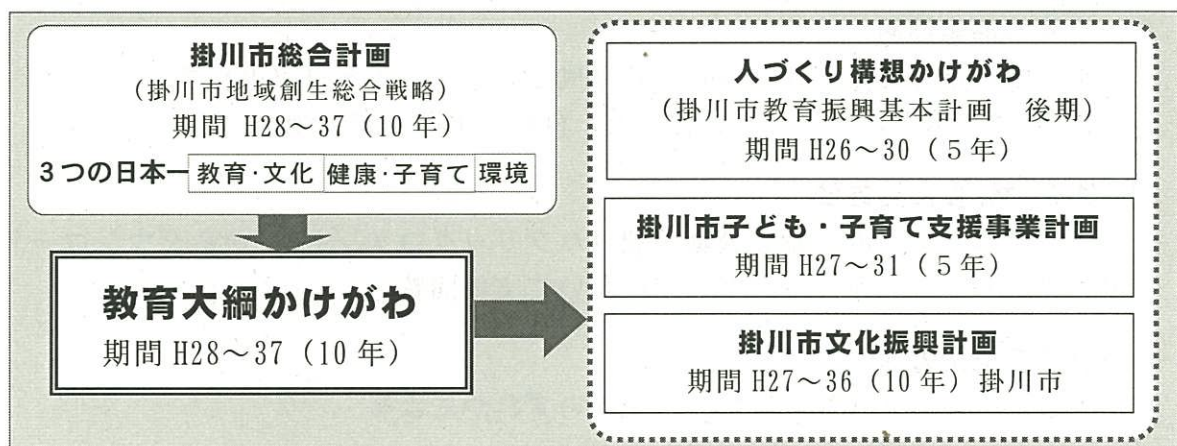 掛川市総合計画
（掛川市地域創生総合戦略）
期間 H28～37（10年）
3つの日本一 教育・文化 健康・子育て 環境
教育大綱かけがわ
期間 H28～37（10年）
人づくり構想かけがわ
（掛川市教育振興基本計画　後期）
期間 H26～30（5年）
掛川市子ども・子育て支援事業計画
期間 H27～31（5年）
掛川市文化振興計画
期間 H27～36（10年）掛川市